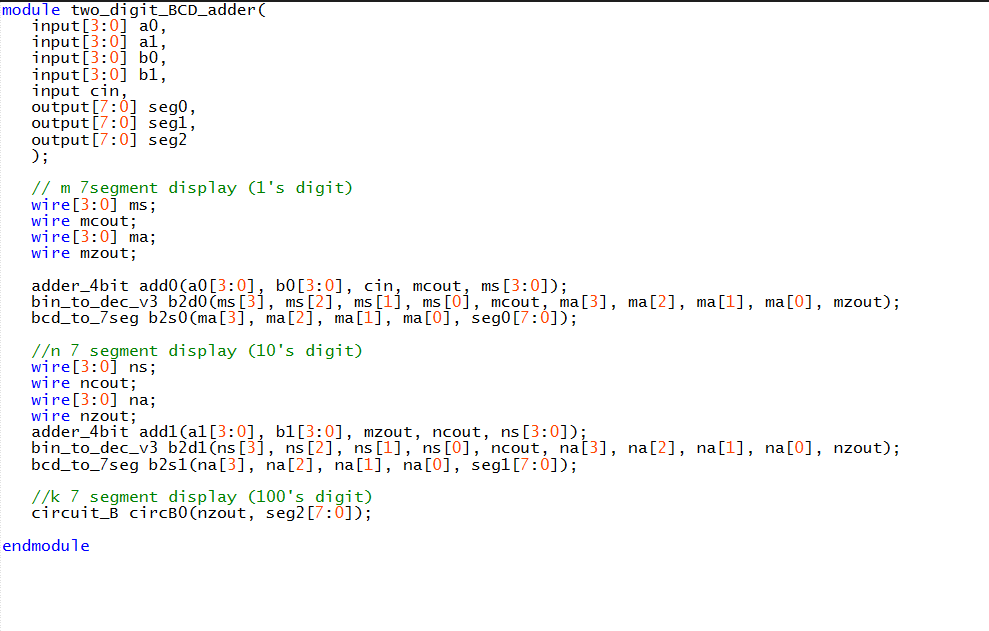 module two_digit_BCD_adder(
input[3:0] a0,
input[3:0] a1,
input[3:0] b0,
input[3:0] b1,
input cin,
output[7:0] seg0,
output[7:0] seg1,
output[7:0] seg2
);
// m 7segment display (1's digit)
wire[3:0] ms;
wire mcout;
wire[3:0] ma;
wire mzout;
adder_4bit add0(a0[3:0], b0[3:0], cin, mcout, ms[3:0]);
bin_to_dec_v3 b2d0(ms[3], ms[2], ms[1], ms[0], mcout, ma[3], ma[2], ma[1], ma[0], mzout);
bcd_to_7seg b2s0(ma[3], ma[2], ma[1], ma[0], seg0[7:0]);
//n 7 segment display (10's digit)
wire[3:0] ns;
wire ncout;
wire[3:0] na;
wire nzout;
adder_4bit add1(a1[3:0], b1[3:0], mzout, ncout, ns[3:0]);
bin_to_dec_v3 b2d1(ns[3], ns[2], ns[1], ns[0], ncout, na[3], na[2], na[1], na[0], nzout);
bcd_to_7seg b2s1(na[3], na[2], na[1], na[0], seg1[7:0]);
//k 7 segment display (100's digit)
circuit_B circB0(nzout, seg2[7:0]);
endmodule